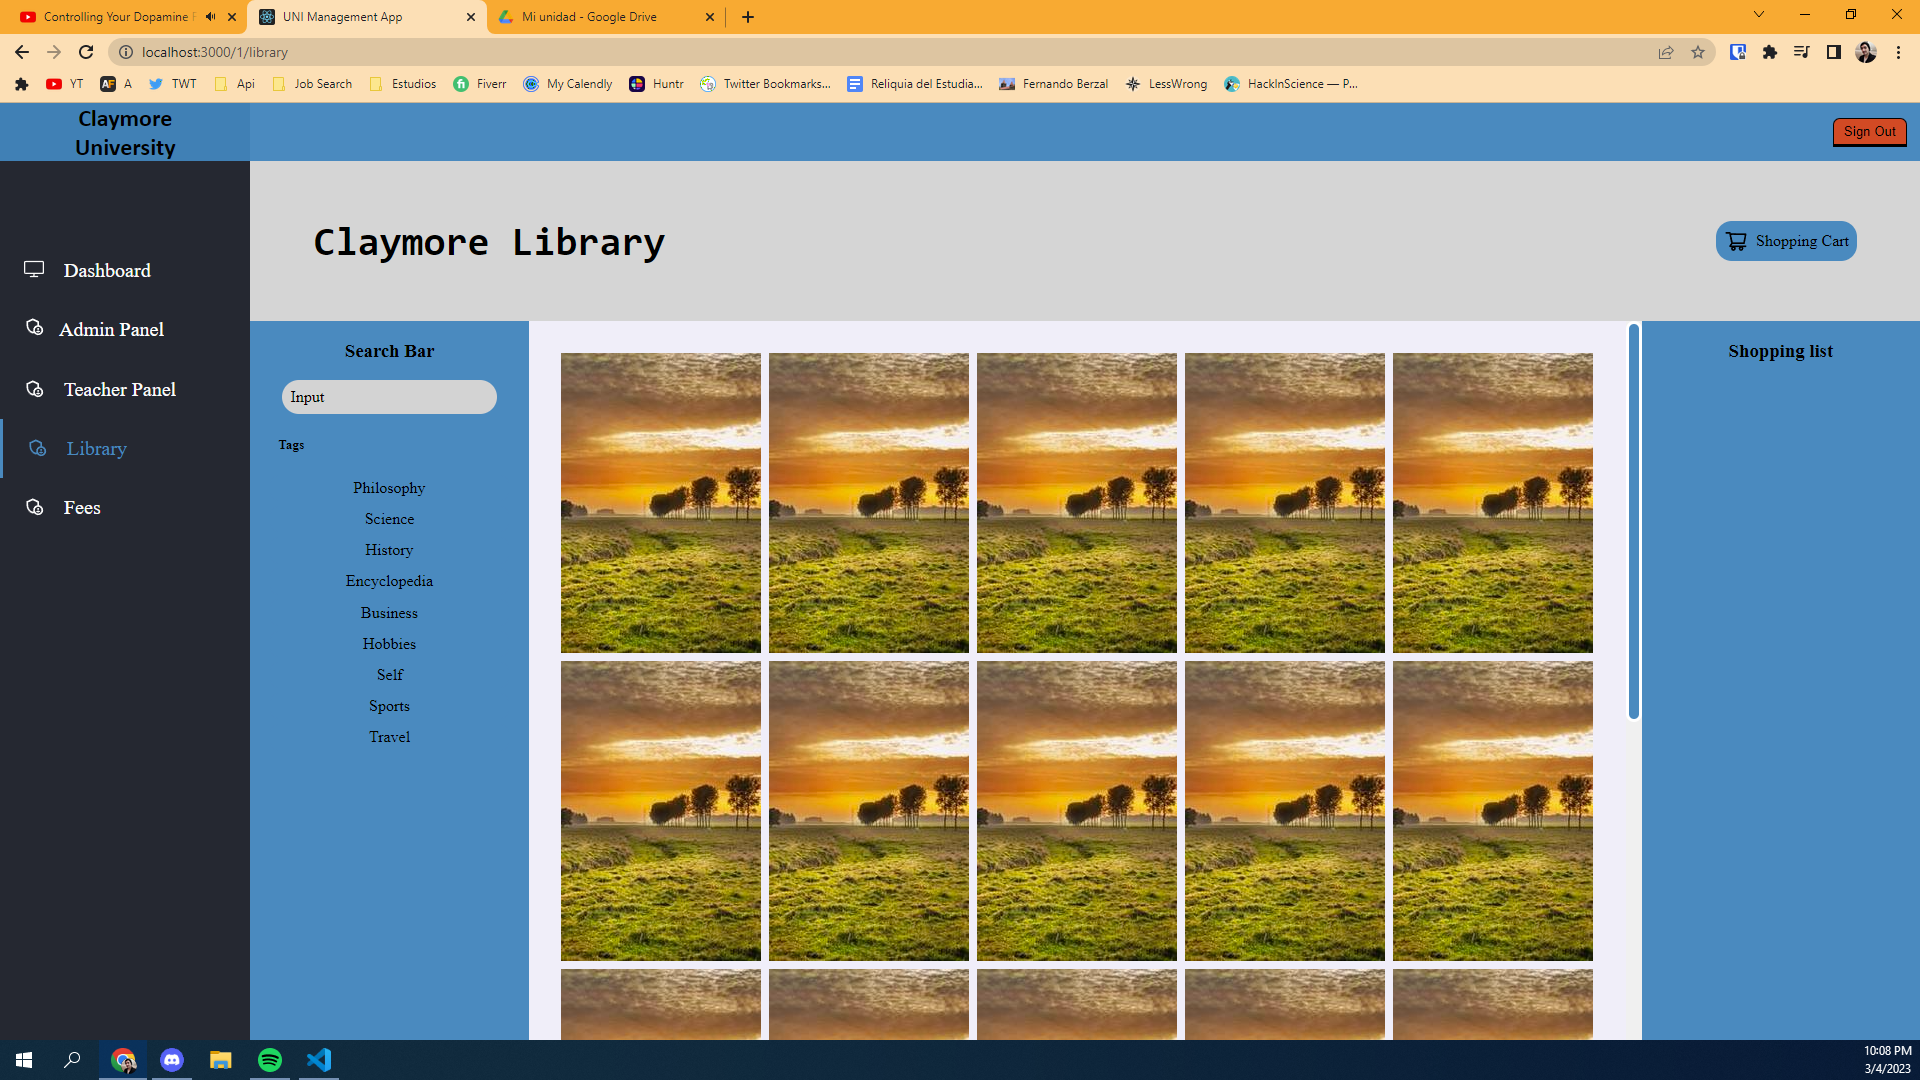 Controlling Your Dopamine
UNI Management App
Mi unidad - Google Drive
localhost:3000/1/library
YT
A
TWT
Api
Job Search
Estudios
Fiverr
My Calendly
Huntr
Twitter Bookmarks...
Reliquia del Estudia...
Fernando Berzal
LessWrong
HackInScience — P...
Claymore
University
Sign Out
Claymore Library
Shopping Cart
Dashboard
Admin Panel
Teacher Panel
Library
Fees
Search Bar
Input
Tags
Philosophy
Science
History
Encyclopedia
Business
Hobbies
Self
Sports
Travel
Shopping list
10:08 PM
3/4/2023